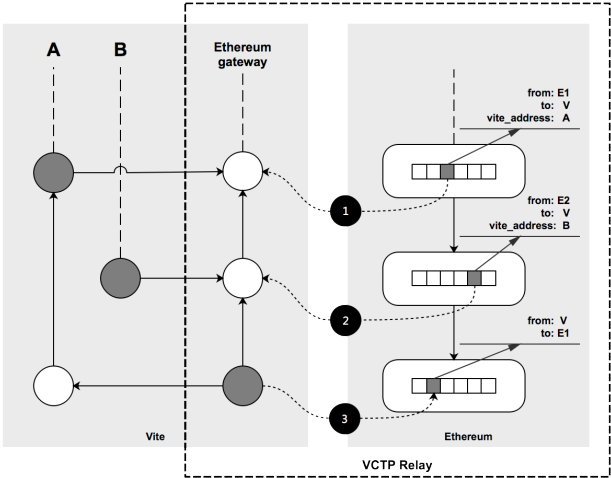 A
B
Ethereum
gateway
from: E1
to: V
vite_address: A
1
from: E2
to: V
vite_address: B
2
from: V
to: E1
3
Vite
Ethereum
VCTP Relay